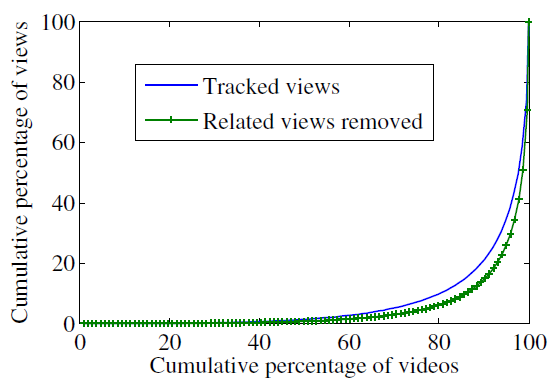 Cumulative percentage of views
100
80
60
40
20
0
Tracked views
Related views removed
0 20 40 60 80 100
Cumulative percentage of videos